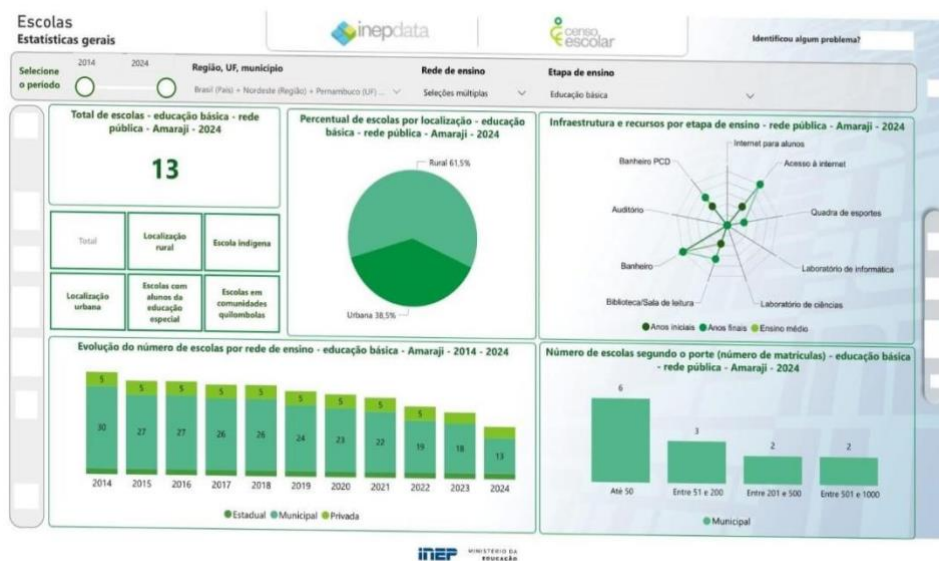 Escolas
Estatísticas gerais
inepdata
censo
escolar
Identificou algum problema?
Selecione
o período
2014
2024
Região, UF, município
Brasil (País) + Nordeste (Região) + Pernambuco (UF) ...
Rede de ensino
Seleções múltiplas
Etapa de ensino
Educação básica
Total de escolas - educação básica - rede
pública - Amaraji - 2024
13
Total
Localização
rural
Escola indígena
Localização
urbana
Escolas com
alunos da
educação
especial
Escolas em
comunidades
quilombolas
Percentual de escolas por localização - educação
básica - rede pública - Amaraji - 2024
Rural 61,5%
Urbana 38,5%
Infraestrutura e recursos por etapa de ensino - rede pública - Amaraji - 2024
Internet para alunos
Banheiro PCD
Acesso à internet
Auditório
Quadra de esportes
Banheiro
Laboratório de informática
Biblioteca/Sala de leitura
Laboratório de ciências
Anos iniciais
Anos finais
Ensino médio
Evolução do número de escolas por rede de ensino - educação básica - Amaraji - 2014 - 2024
5 5 5 5 5 5 5 5 5
30 27 27 26 26 24 23 22 19 18 13
2014 2015 2016 2017 2018 2019 2020 2021 2022 2023 2024
Estadual Municipal Privada
Número de escolas segundo o porte (número de matrículas) - educação básica
- rede pública - Amaraji - 2024
6 3 2 2
Até 50 Entre 51 e 200 Entre 201 e 500 Entre 501 e 1000
Municipal
inep
MINISTÉRIO DA
EDUCAÇÃO